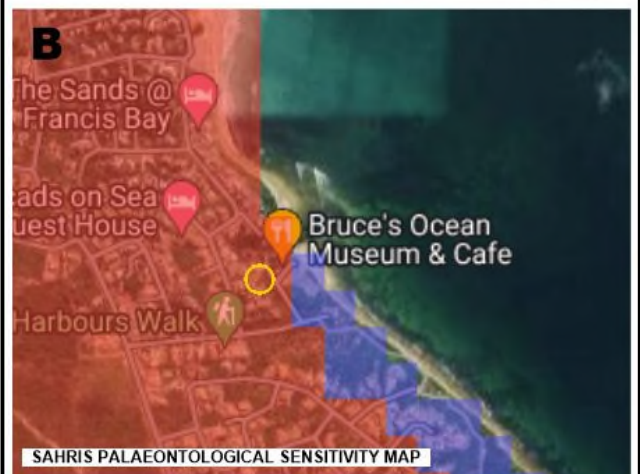 B
The Sands @
Francis Bay
ads on Sea
uest House
Bruce's Ocean
Museum & Cafe
Harbours Walk
SAHRIS PALAEONTOLOGICAL SENSITIVITY MAP